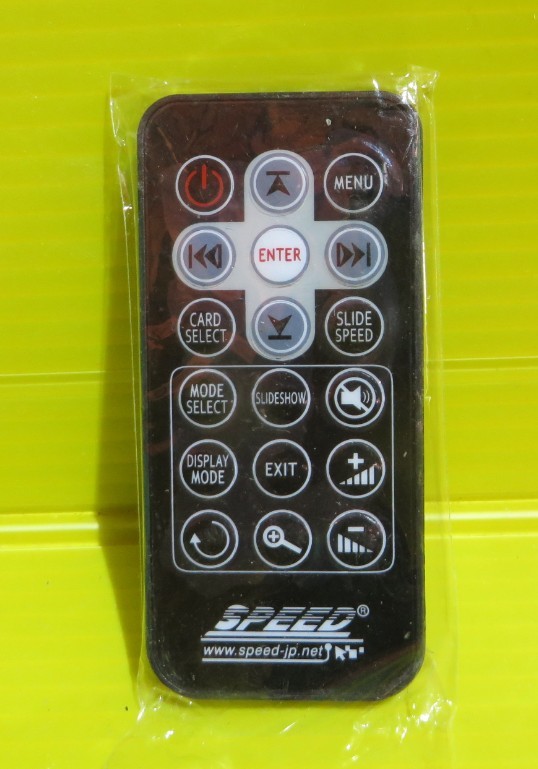 MENU
ENTER
CARD
SELECT
SLIDE
SPEED
MODE
SELECT
SLIDESHOW
DISPLAY
MODE
EXIT
SPEED®
www.speed-jp.net